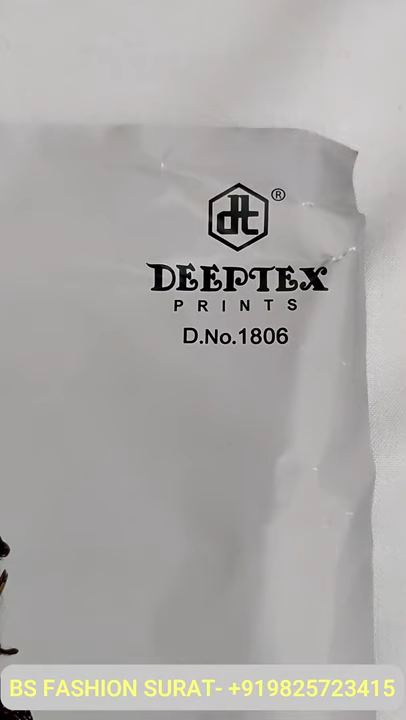 dt ®
DEEPTEX
PRINTS
D.No.1806
BS FASHION SURAT- +919825723415